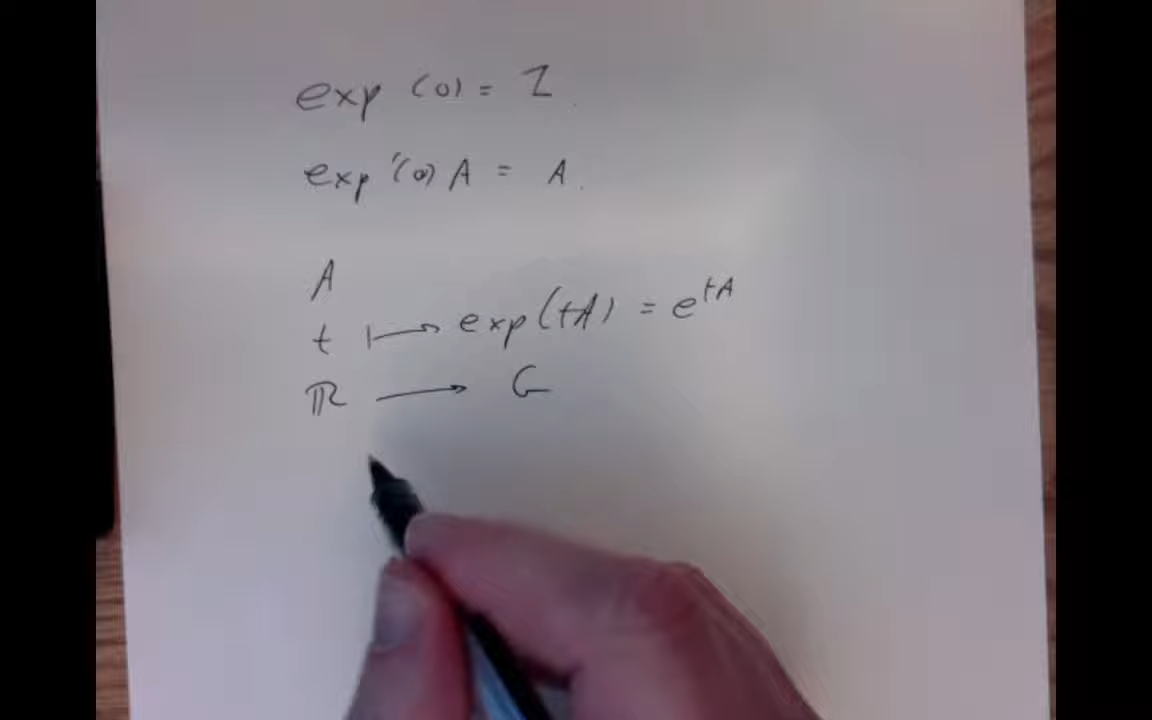 exp (0) = I.
exp '(0) A = A.
A
t ↦ exp(tA) = e^{tA}
ℝ → G